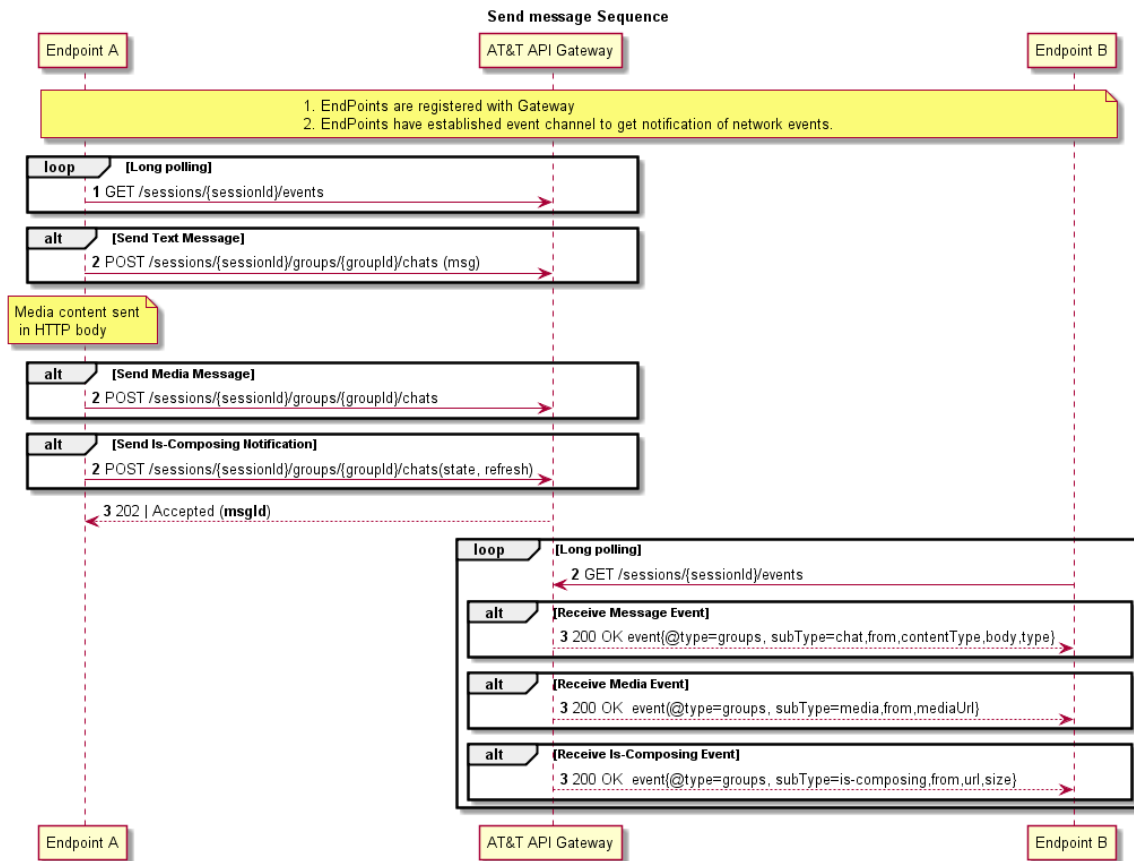 Send message Sequence
Endpoint A
AT&T API Gateway
Endpoint B
1. EndPoints are registered with Gateway
2. EndPoints have established event channel to get notification of network events.
loop [Long polling]
1 GET /sessions/{sessionId}/events
alt [Send Text Message]
2 POST /sessions/{sessionId}/groups/{groupId}/chats (msg)
Media content sent
in HTTP body
alt [Send Media Message]
2 POST /sessions/{sessionId}/groups/{groupId}/chats
alt [Send Is-Composing Notification]
2 POST /sessions/{sessionId}/groups/{groupId}/chats(state, refresh)
3 202 | Accepted (msgId)
loop [Long polling]
2 GET /sessions/{sessionId}/events
alt [Receive Message Event]
3 200 OK event{@type=groups, subType=chat,from,contentType,body,type}
alt [Receive Media Event]
3 200 OK event(@type=groups, subType=media,from,mediaUrl}
alt [Receive Is-Composing Event]
3 200 OK event{@type=groups, subType=is-composing,from,url,size}
Endpoint A
AT&T API Gateway
Endpoint B